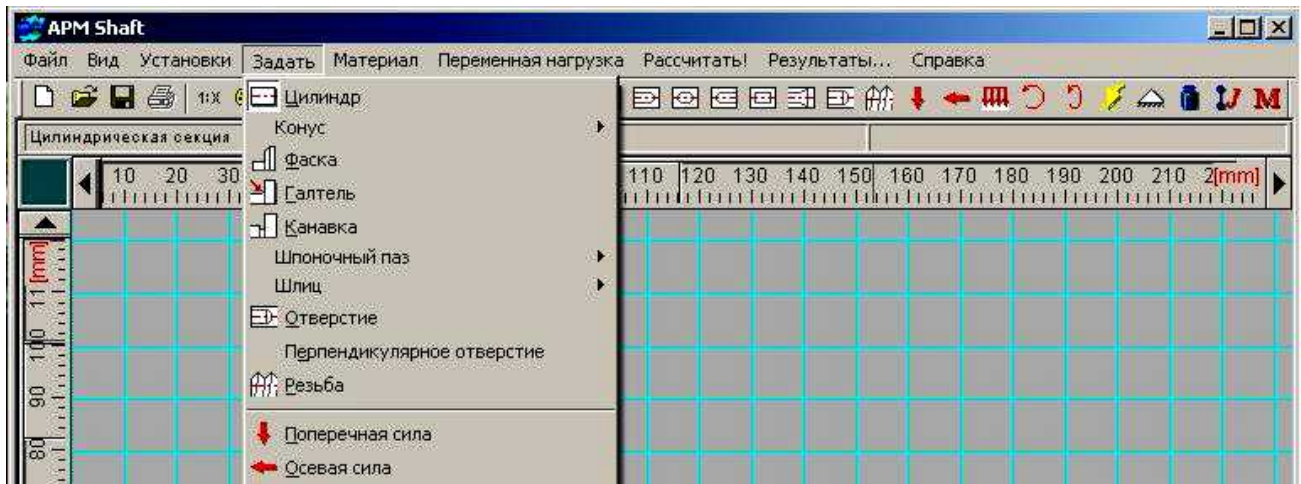 APM Shaft
Файл Вид Установки Задать Материал Переменная нагрузка Рассчитать! Результаты... Справка
1:X
Цилиндр
Конус
Цилиндрическая секция
Фаска
10 20 30 110 120 130 140 150 160 170 180 190 200 210 2[mm]
Галтель
Канавка
Шпоночный паз
[mm]
Шлиц
11
Отверстие
100
Перпендикулярное отверстие
Резьба
90
Поперечная сила
80
Осевая сила